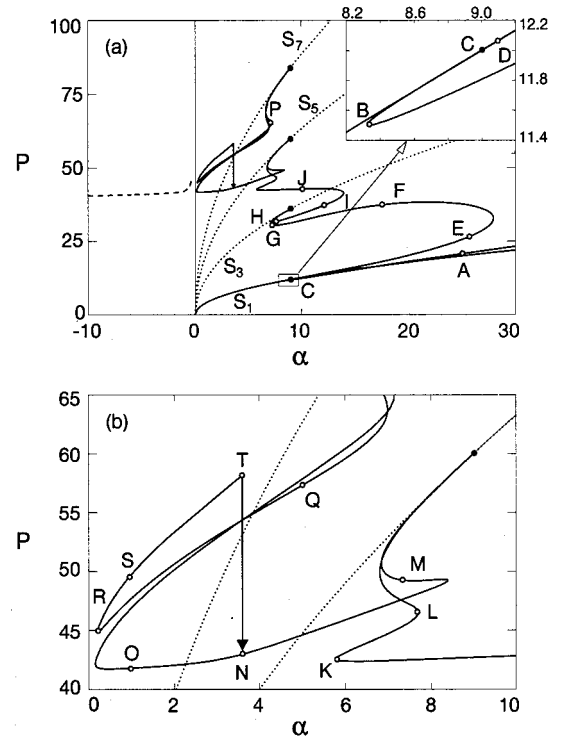 8.2 8.6 9.0
100 (a) S7 12.2
C D
75 P S5 11.8
B
11.4
P 50
J F
H I E
25 G
S3 A
S1 C
0
-10 0 10 20 30
α
65
(b)
60
T
Q
P 55
S
50 M
R
L
45
O N K
40
0 2 4 6 8 10
α